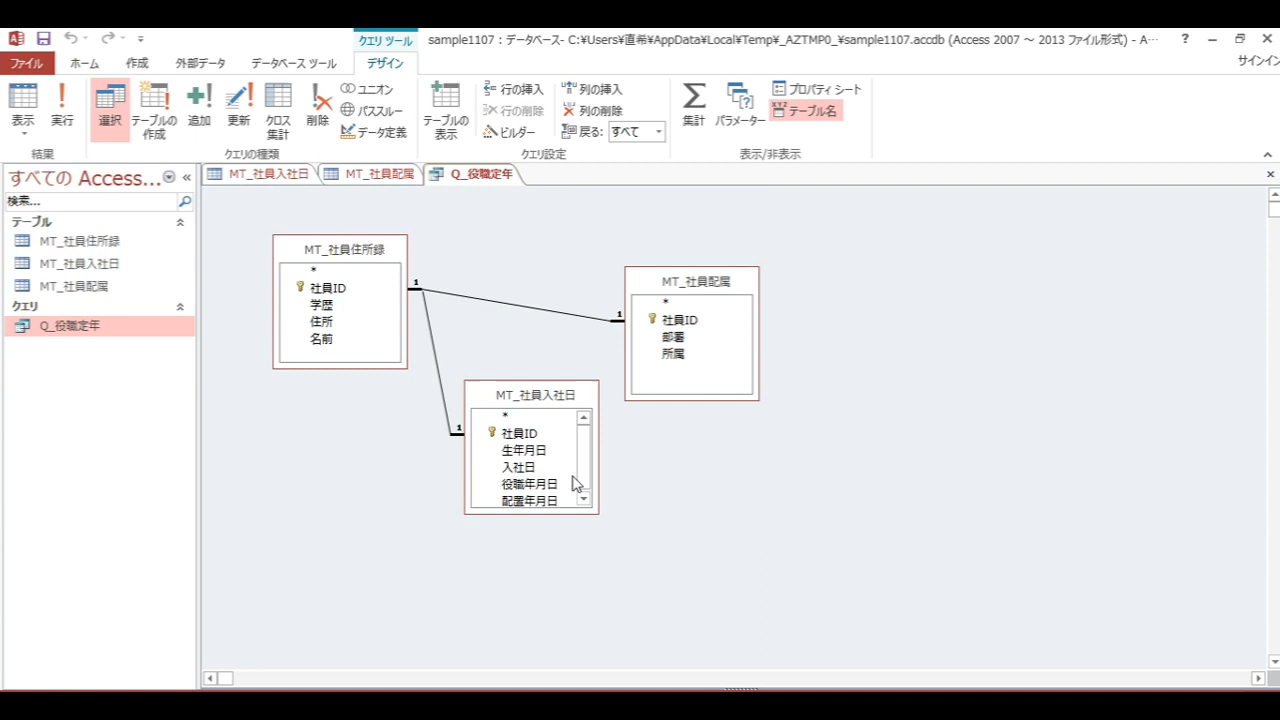 クエリ ツール
sample1107 : データベース- C:¥Users¥直希¥AppData¥Local¥Temp¥_AZTMP0_¥sample1107.accdb (Access 2007 ～ 2013 ファイル形式) - A…
?
ファイル ホーム 作成 外部データ データベース ツール デザイン サインイン
表示 実行 選択 テーブルの作成 追加 更新 クロス集計 削除
ユニオン
パススルー
データ定義
テーブルの表示
行の挿入
行の削除
ビルダー
列の挿入
列の削除
戻る: すべて
集計 パラメーター
プロパティ シート
XYZ テーブル名
結果 クエリの種類 クエリ設定 表示/非表示
すべての Access... «
検索...
テーブル
MT_社員住所録
MT_社員入社日
MT_社員配属
クエリ
Q_役職定年
MT_社員入社日 MT_社員配属 Q_役職定年
MT_社員住所録
*
社員ID
学歴
住所
名前
1
1
MT_社員配属
*
社員ID
部署
所属
1
MT_社員入社日
*
社員ID
生年月日
入社日
役職年月日
配置年月日